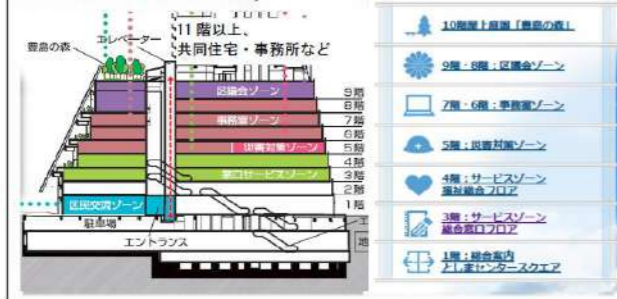 11階以上、
共同住宅・事務所など
エレベーター
豊島の森
区議会ゾーン
9階
8階
事務室ゾーン
7階
6階
災害対策ゾーン
5階
4階
窓口サービスゾーン
3階
2階
区民交流ゾーン
1階
駐車場
エントランス
エ
地
10階屋上庭園「豊島の森」
9階・8階：区議会ゾーン
7階・6階：事務室ゾーン
5階：災害対策ゾーン
4階：サービスゾーン
福祉総合フロア
3階：サービスゾーン
総合窓口フロア
1階：総合案内
としまセンタースクエア